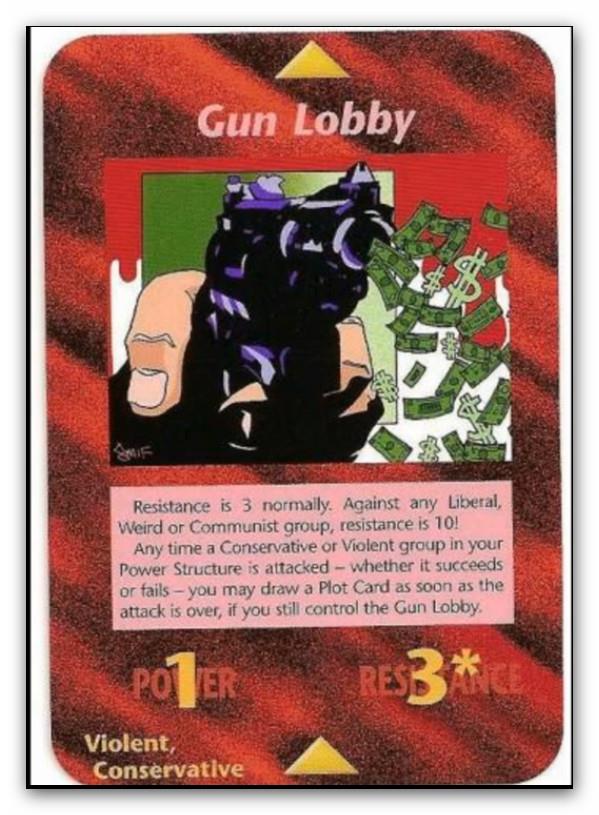 Gun Lobby
Resistance is 3 normally. Against any Liberal,
Weird or Communist group, resistance is 10!
Any time a Conservative or Violent group in your
Power Structure is attacked – whether it succeeds
or fails – you may draw a Plot Card as soon as the
attack is over, if you still control the Gun Lobby.
POWER 1
RESISTANCE 3*
Violent,
Conservative